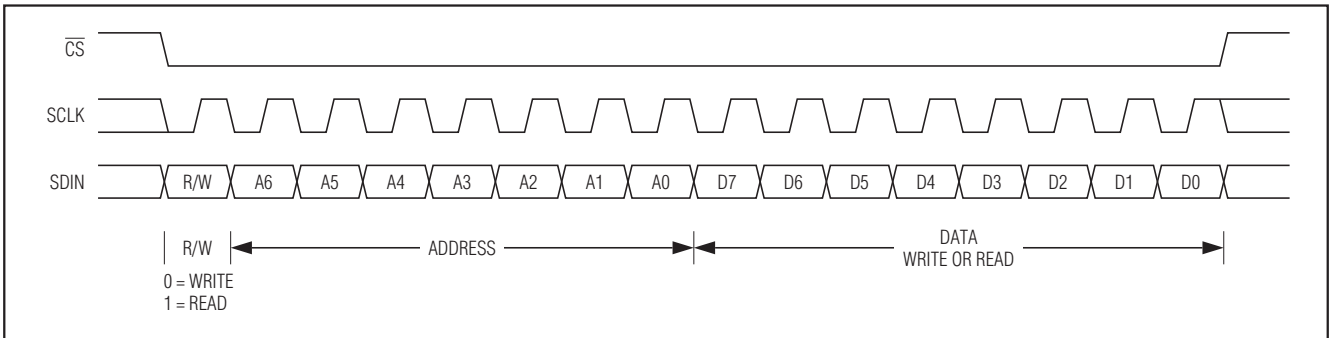 C̅S̅
SCLK
SDIN R/W A6 A5 A4 A3 A2 A1 A0 D7 D6 D5 D4 D3 D2 D1 D0
R/W ADDRESS DATA
WRITE OR READ
0 = WRITE
1 = READ